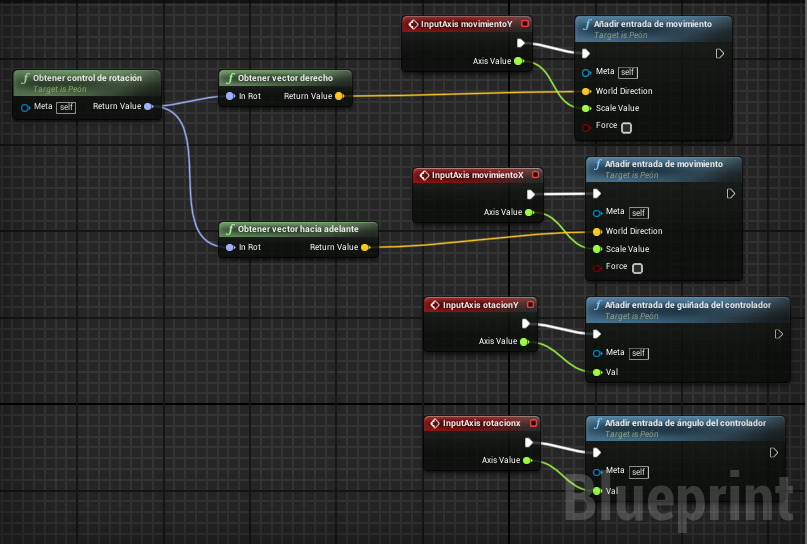 InputAxis movimientoY
Axis Value
Añadir entrada de movimiento
Target is Peón
Meta self
World Direction
Scale Value
Force
Obtener control de rotación
Target is Peón
Meta self Return Value
Obtener vector derecho
In Rot Return Value
InputAxis movimientoX
Axis Value
Añadir entrada de movimiento
Target is Peón
Meta self
World Direction
Scale Value
Force
Obtener vector hacia adelante
In Rot Return Value
InputAxis otacionY
Axis Value
Añadir entrada de guiñada del controlador
Target is Peón
Meta self
Val
InputAxis rotacionx
Axis Value
Añadir entrada de ángulo del controlador
Target is Peón
Meta self
Val
Blueprint